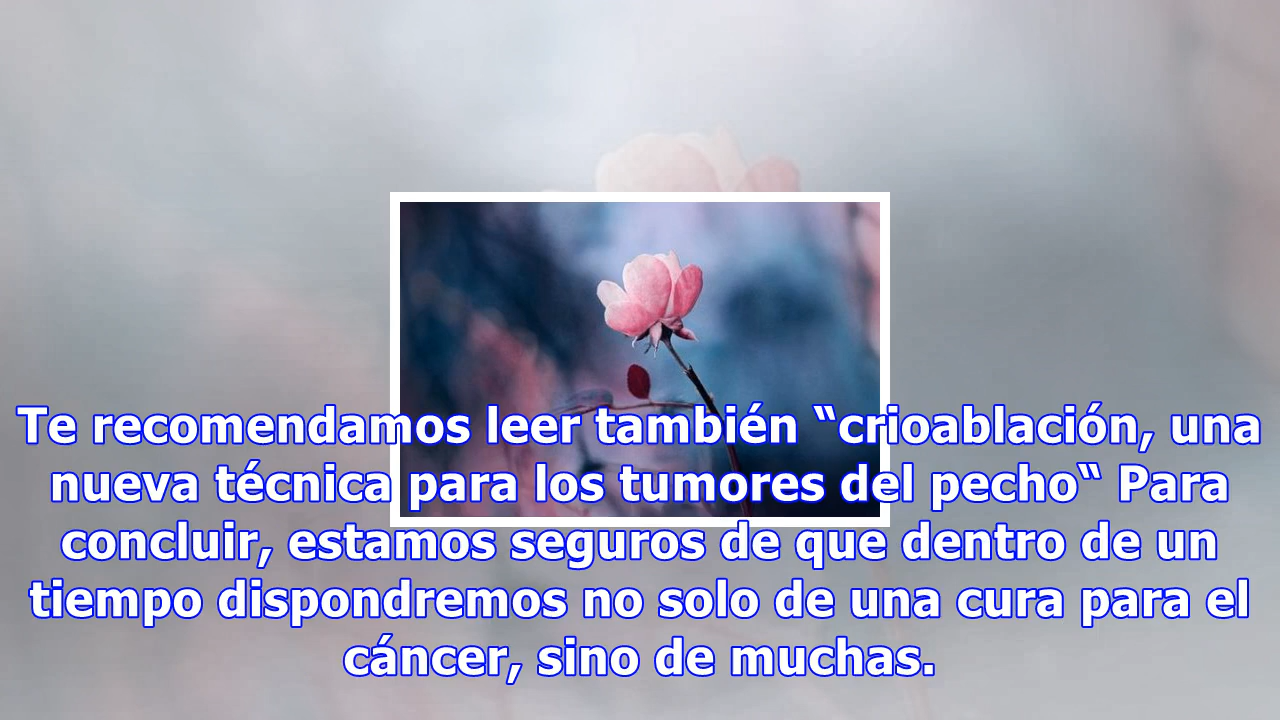 Te recomendamos leer también “crioablación, una
nueva técnica para los tumores del pecho“ Para
concluir, estamos seguros de que dentro de un
tiempo dispondremos no solo de una cura para el
cáncer, sino de muchas.